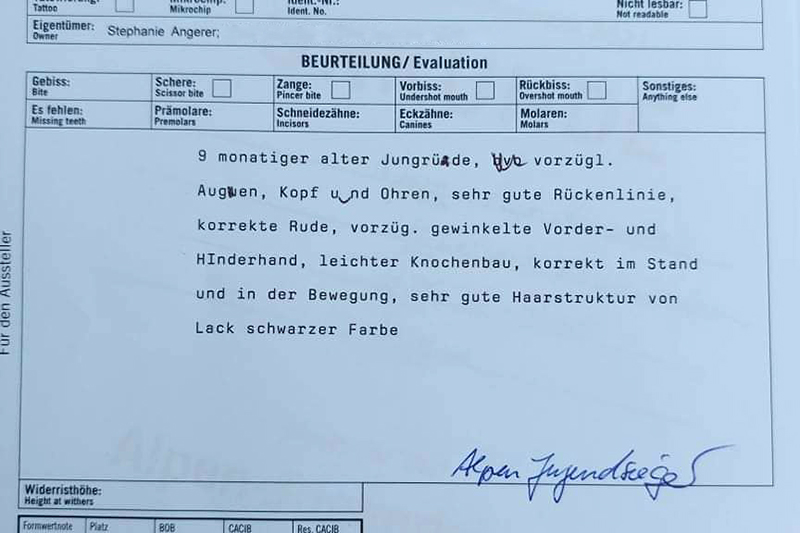 Tattoo
Mikrochip
Ident. No.
Nicht lesbar:
Not readable
Eigentümer: Stephanie Angerer;
Owner
BEURTEILUNG/ Evaluation
Gebiss: Schere: Zange: Vorbiss: Rückbiss: Sonstiges:
Bite Scissor bite Pincer bite Undershot mouth Overshot mouth Anything else
Es fehlen: Prämolare: Schneidezähne: Eckzähne: Molaren:
Missing teeth Premolars Incisors Canines Molars
9 monatiger alter Jungrüde, vorzügl.
Augen, Kopf und Ohren, sehr gute Rückenlinie,
korrekte Rude, vorzüg. gewinkelte Vorder- und
HInderhand, leichter Knochenbau, korrekt im Stand
und in der Bewegung, sehr gute Haarstruktur von
Lack schwarzer Farbe
Alpen Jugendsieger
Widerristhöhe:
Height at withers
Formwertnote Platz BOB CACIB Res. CACIB
Für den Aussteller